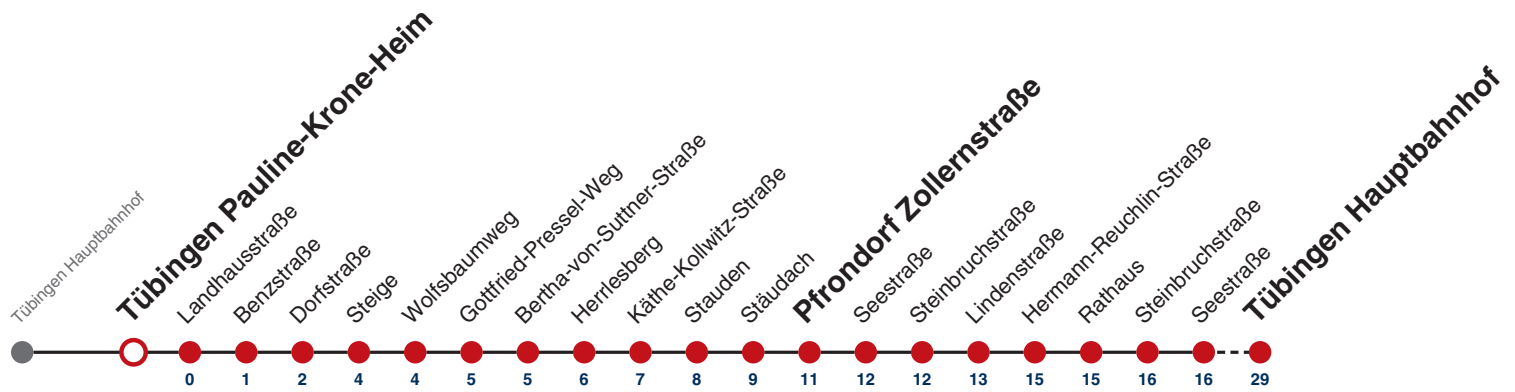 Tübingen Hauptbahnhof
Tübingen Pauline-Krone-Heim
Landhausstraße
Benzstraße
Dorfstraße
Steige
Wolfsbaumweg
Gottfried-Pressel-Weg
Bertha-von-Suttner-Straße
Herrlesberg
Käthe-Kollwitz-Straße
Stauden
Stäudach
Pfrondorf Zollernstraße
Seestraße
Steinbruchstraße
Lindenstraße
Hermann-Reuchlin-Straße
Rathaus
Steinbruchstraße
Seestraße
Tübingen Hauptbahnhof
0 1 2 4 4 5 5 6 7 8 9 11 12 12 13 15 15 16 16 29